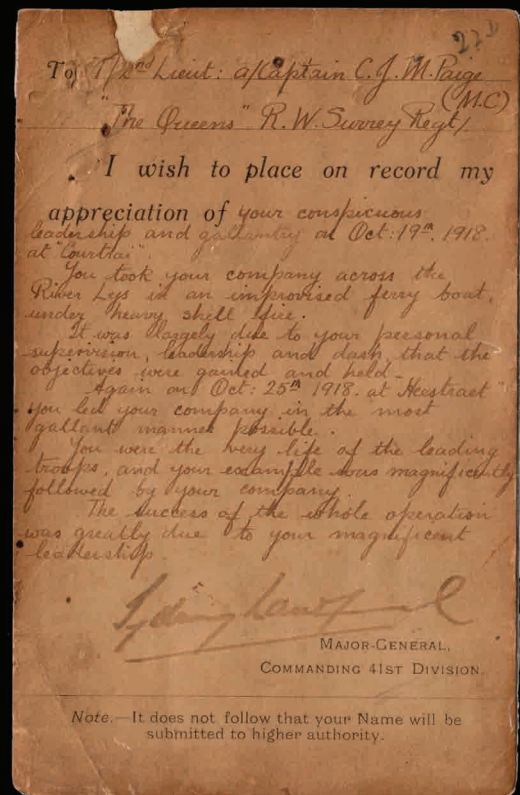 27D
To T/2nd Lieut: a/Captain C. J. M. Paige
(M.C)
"The Queens" R. W. Surrey Regt/
I wish to place on record my
appreciation of your conspicuous
leadership and gallantry on Oct: 19th. 1918.
at "Courtrai".
You took your company across the
River Lys in an improvised ferry boat,
under heavy shell fire.
It was largely due to your personal
supervision, leadership and dash, that the
objectives were gained and held-
Again on Oct: 25th 1918. at "Heestraet"
you led your company in the most
gallant manner possible.
You were the very life of the leading
troops, and your example was magnificently
followed by your company.
The success of the whole operation
was greatly due to your magnificent
leadership.
Sydney Lawford
MAJOR-GENERAL,
COMMANDING 41ST DIVISION.
Note.—It does not follow that your Name will be
submitted to higher authority.